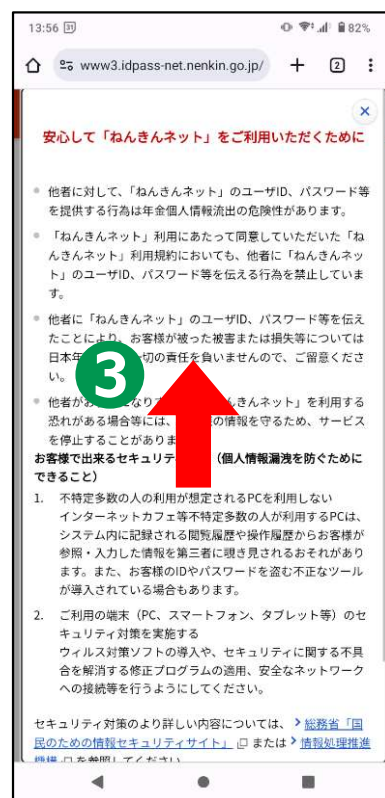 13:56 31 82%
www3.idpass-net.nenkin.go.jp/ + 2
安心して「ねんきんネット」をご利用いただくために
他者に対して、「ねんきんネット」のユーザID、パスワード等
を提供する行為は年金個人情報流出の危険性があります。
「ねんきんネット」利用にあたって同意していただいた「ね
んきんネット」利用規約においても、他者に「ねんきんネッ
ト」のユーザID、パスワード等を伝える行為を禁止していま
す。
他者に「ねんきんネット」のユーザID、パスワード等を伝え
たことにより、お客様が被った被害または損失等については
日本年 切の責任を負いませんので、ご留意くださ
い。
3
他者がお になり んきんネット」を利用する
恐れがある場合等には、 の情報を守るため、サービス
を停止することがありま
お客様で出来るセキュリテ (個人情報漏洩を防ぐために
できること)
1. 不特定多数の人の利用が想定されるPCを利用しない
インターネットカフェ等不特定多数の人が利用するPCは、
システム内に記録される閲覧履歴や操作履歴からお客様が
参照・入力した情報を第三者に覗き見されるおそれがあり
ます。また、お客様のIDやパスワードを盗む不正なツール
が導入されている場合もあります。
2. ご利用の端末(PC、スマートフォン、タブレット等)のセ
キュリティ対策を実施する
ウィルス対策ソフトの導入や、セキュリティに関する不具
合を解消する修正プログラムの適用、安全なネットワーク
への接続等を行うようにしてください。
セキュリティ対策のより詳しい内容については、 総務省「国
民のための情報セキュリティサイト」 または 情報処理推進
機構 を参照してください